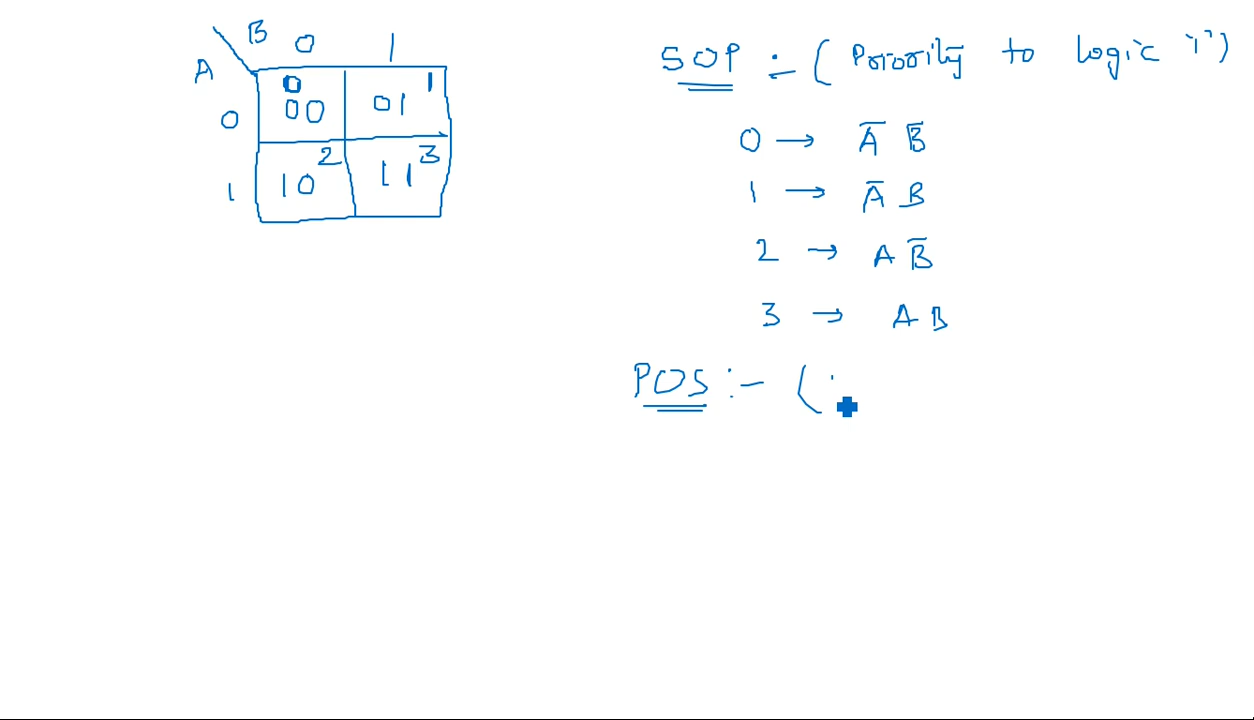 B 0 1
A
0 00 0 01 1
1 10 2 11 3
SOP :- (Priority to logic '1')
0 → A̅ B̅
1 → A̅ B
2 → A B̅
3 → A B
POS :- (